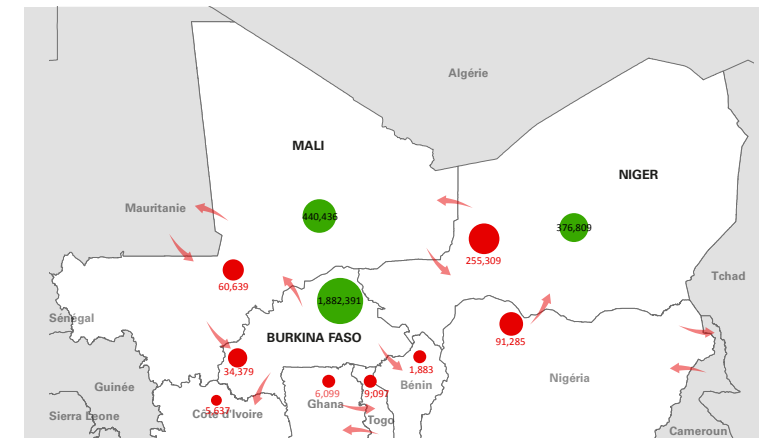 Algérie
MALI
NIGER
Mauritanie
440,436
376,809
255,309
60,639
Tchad
1,882,391
Sénégal
BURKINA FASO
91,285
34,379
1,883
Guinée
Bénin
Nigéria
6,099
9,097
Ghana
5,637
Côte d'Ivoire
Sierra Leone
Togo
Cameroun